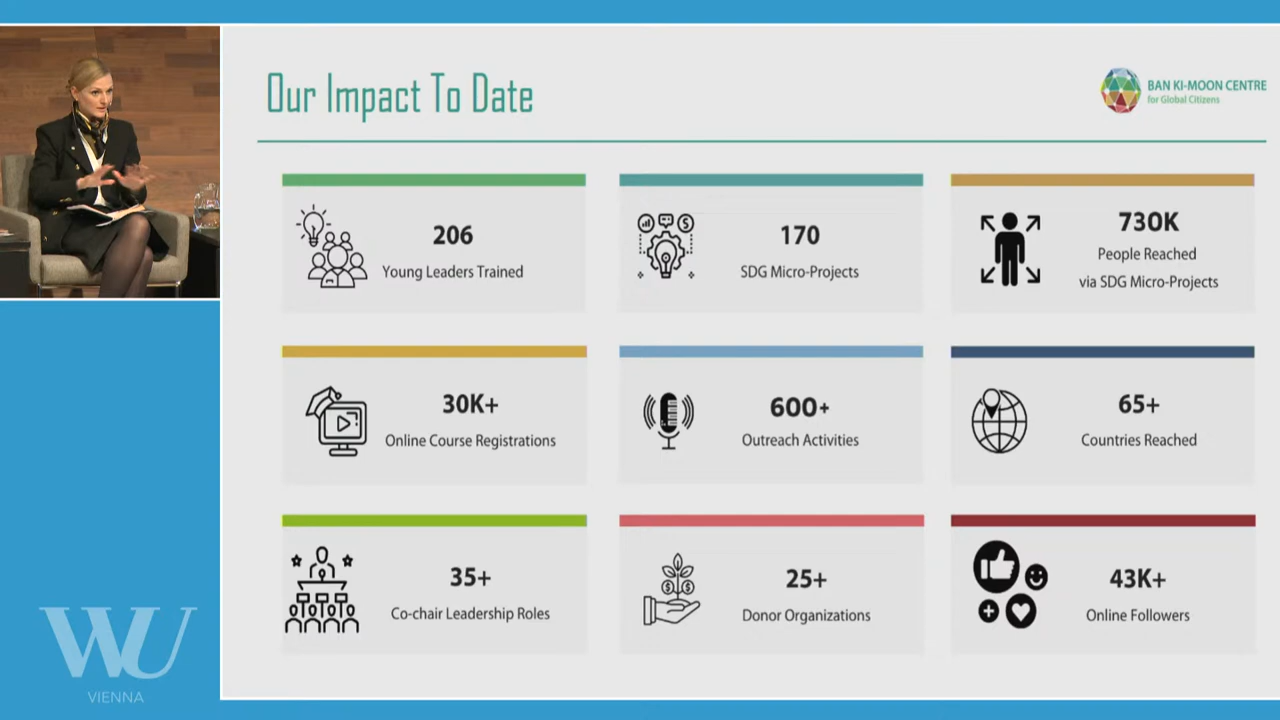 Our Impact To Date
BAN KI-MOON CENTRE
for Global Citizens
206
Young Leaders Trained
170
SDG Micro-Projects
730K
People Reached
via SDG Micro-Projects
30K+
Online Course Registrations
600+
Outreach Activities
65+
Countries Reached
35+
Co-chair Leadership Roles
25+
Donor Organizations
43K+
Online Followers
WU
VIENNA